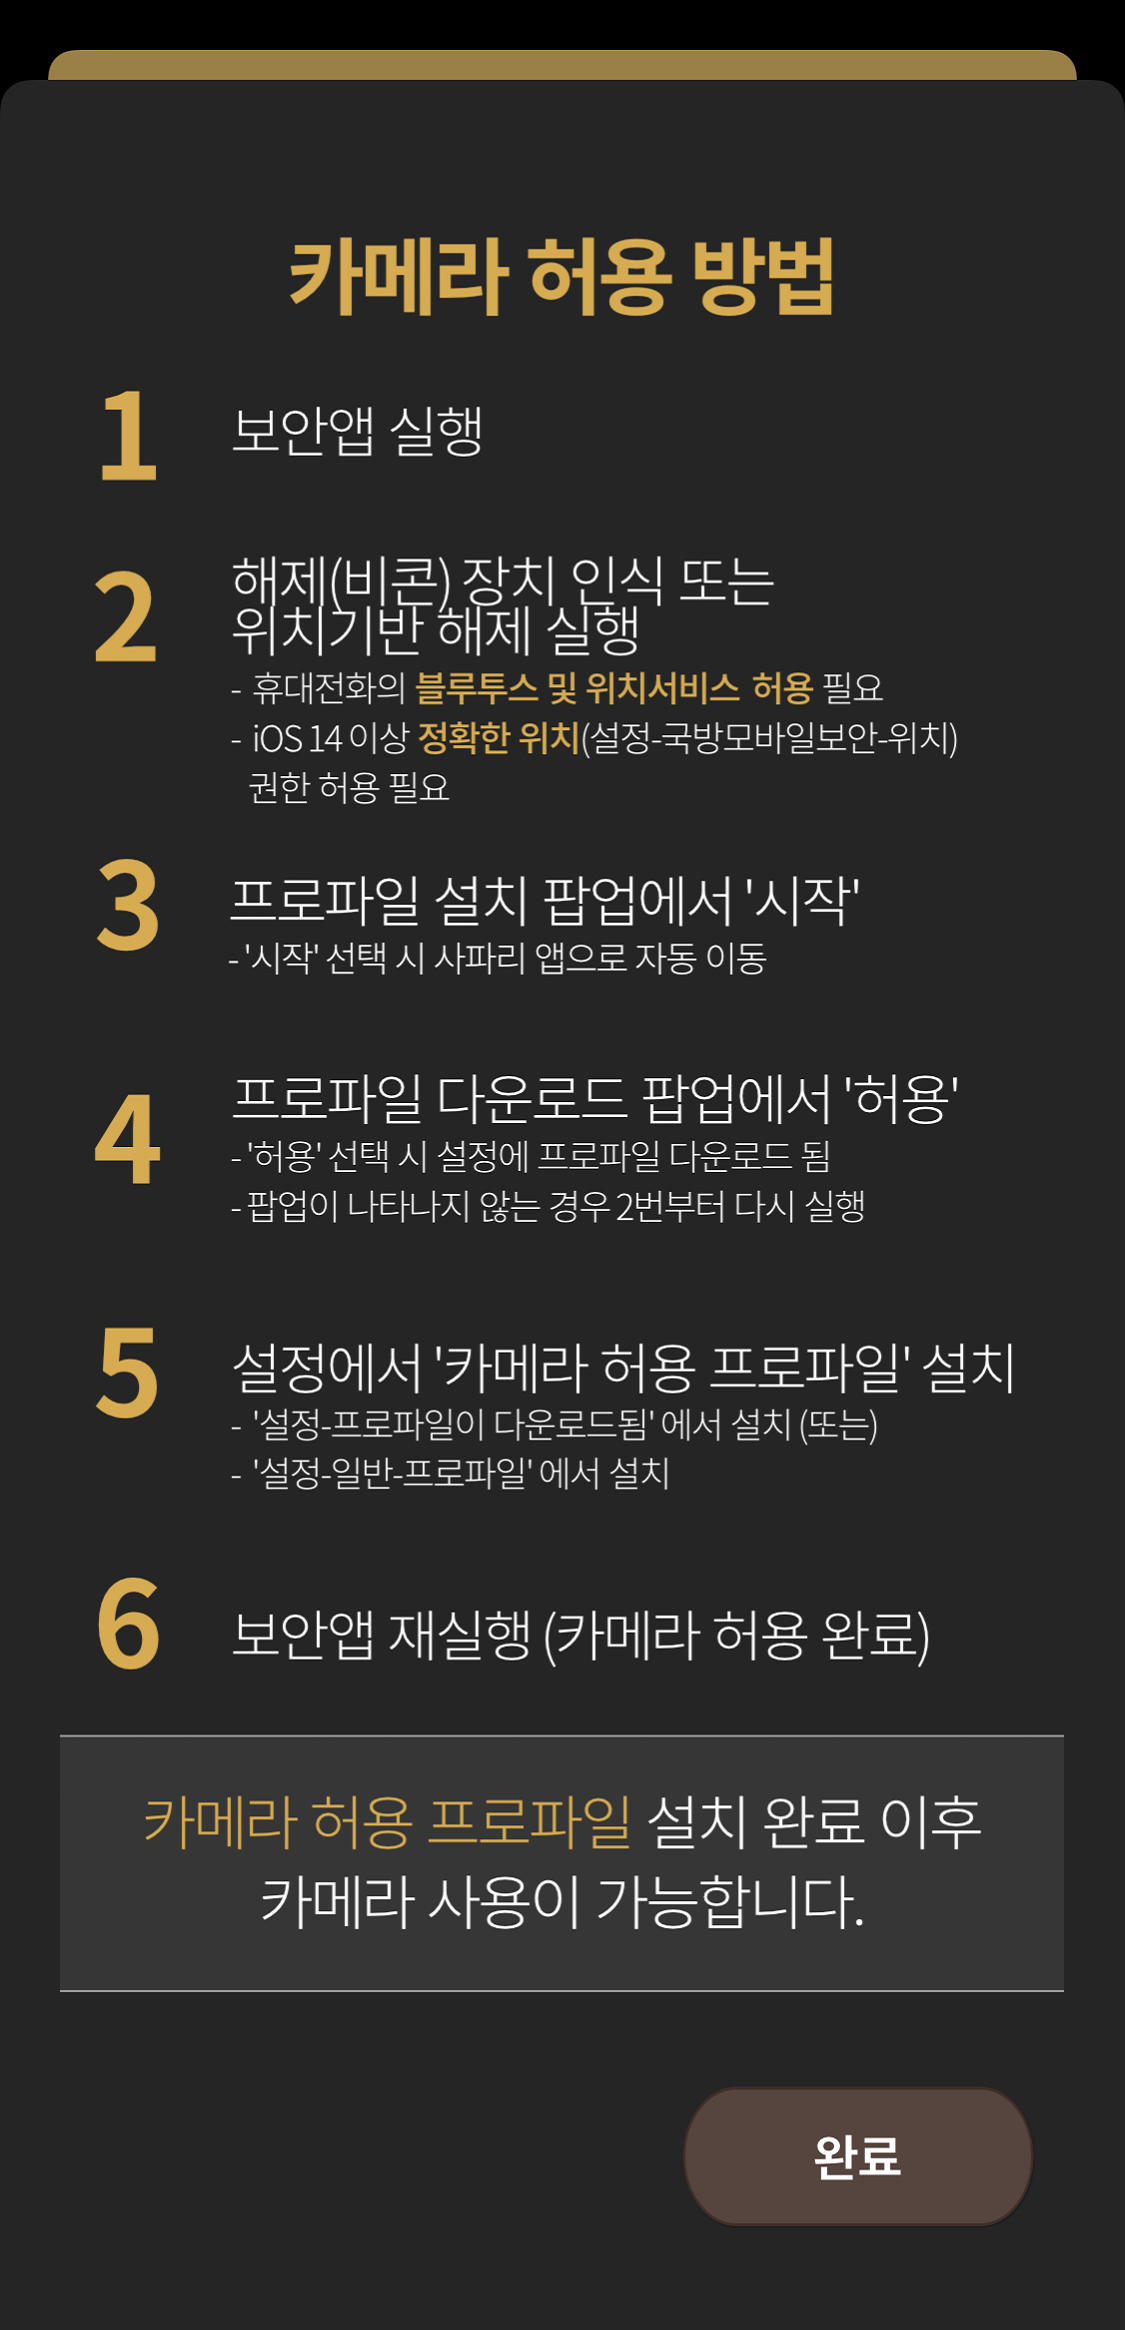 카메라 허용 방법
1
보안앱 실행
2
해제(비콘) 장치 인식 또는
위치기반 해제 실행
- 휴대전화의 블루투스 및 위치서비스 허용 필요
- iOS 14 이상 정확한 위치(설정-국방모바일보안-위치)
권한 허용 필요
3
프로파일 설치 팝업에서 '시작'
- '시작' 선택 시 사파리 앱으로 자동 이동
4
프로파일 다운로드 팝업에서 '허용'
- '허용' 선택 시 설정에 프로파일 다운로드 됨
- 팝업이 나타나지 않는 경우 2번부터 다시 실행
5
설정에서 '카메라 허용 프로파일' 설치
- '설정-프로파일이 다운로드됨' 에서 설치 (또는)
- '설정-일반-프로파일' 에서 설치
6
보안앱 재실행 (카메라 허용 완료)
카메라 허용 프로파일 설치 완료 이후
카메라 사용이 가능합니다.
완료